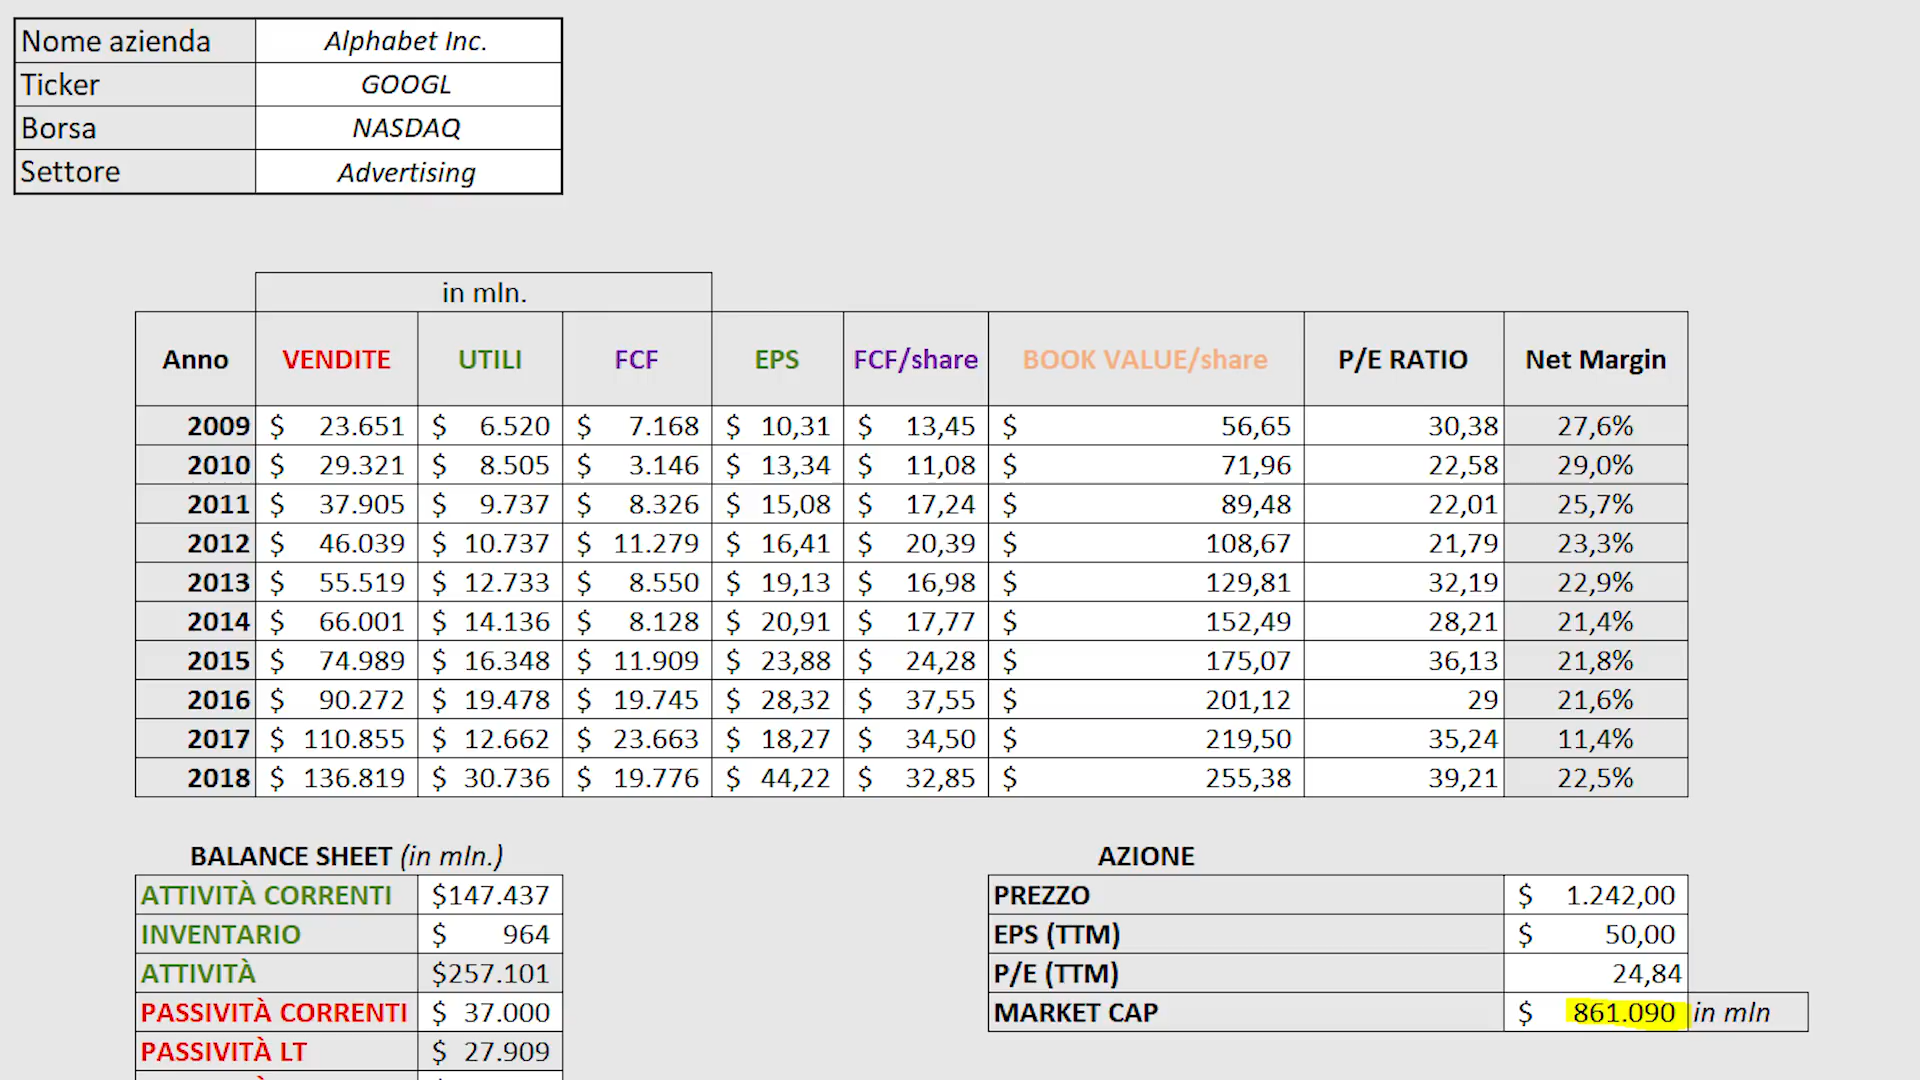 Nome azienda Alphabet Inc.
Ticker GOOGL
Borsa NASDAQ
Settore Advertising
in mln.
Anno VENDITE UTILI FCF EPS FCF/share BOOK VALUE/share P/E RATIO Net Margin
2009 $ 23.651 $ 6.520 $ 7.168 $ 10,31 $ 13,45 $ 56,65 30,38 27,6%
2010 $ 29.321 $ 8.505 $ 3.146 $ 13,34 $ 11,08 $ 71,96 22,58 29,0%
2011 $ 37.905 $ 9.737 $ 8.326 $ 15,08 $ 17,24 $ 89,48 22,01 25,7%
2012 $ 46.039 $ 10.737 $ 11.279 $ 16,41 $ 20,39 $ 108,67 21,79 23,3%
2013 $ 55.519 $ 12.733 $ 8.550 $ 19,13 $ 16,98 $ 129,81 32,19 22,9%
2014 $ 66.001 $ 14.136 $ 8.128 $ 20,91 $ 17,77 $ 152,49 28,21 21,4%
2015 $ 74.989 $ 16.348 $ 11.909 $ 23,88 $ 24,28 $ 175,07 36,13 21,8%
2016 $ 90.272 $ 19.478 $ 19.745 $ 28,32 $ 37,55 $ 201,12 29 21,6%
2017 $ 110.855 $ 12.662 $ 23.663 $ 18,27 $ 34,50 $ 219,50 35,24 11,4%
2018 $ 136.819 $ 30.736 $ 19.776 $ 44,22 $ 32,85 $ 255,38 39,21 22,5%
BALANCE SHEET (in mln.)
ATTIVITÀ CORRENTI $147.437
INVENTARIO $ 964
ATTIVITÀ $257.101
PASSIVITÀ CORRENTI $ 37.000
PASSIVITÀ LT $ 27.909
AZIONE
PREZZO $ 1.242,00
EPS (TTM) $ 50,00
P/E (TTM) 24,84
MARKET CAP $ 861.090 in mln